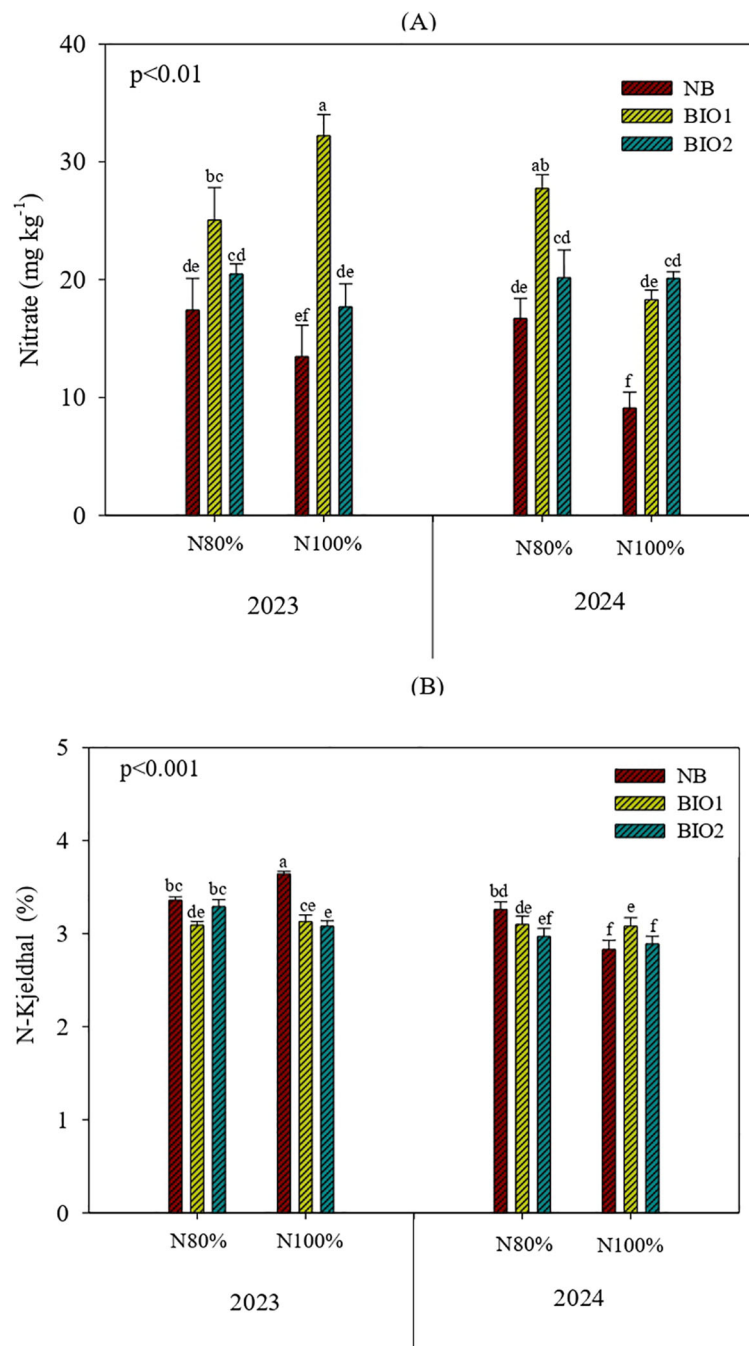 (A)
40
30
20
10
0
Nitrate (mg kg⁻¹)
p<0.01
NB
BIO1
BIO2
de bc cd ef a de de ab cd f de cd
N80% N100% N80% N100%
2023 2024
(B)
5
4
3
2
1
0
N-Kjeldhal (%)
p<0.001
NB
BIO1
BIO2
bc de bc a ce e bd de ef f e f
N80% N100% N80% N100%
2023 2024